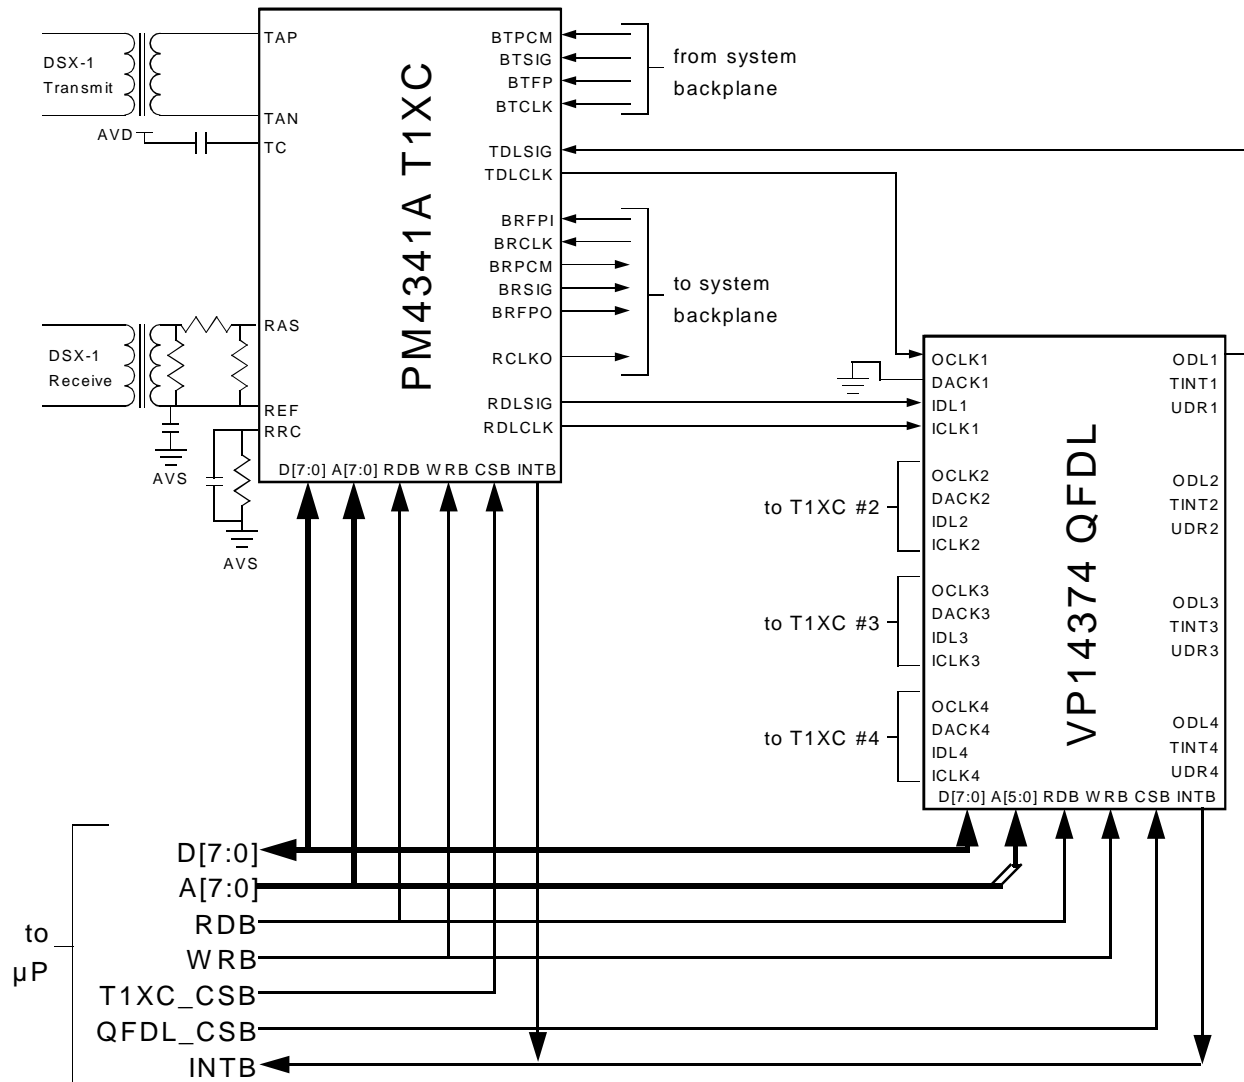 DSX-1
Transmit
TAP
TAN
AVD
TC
DSX-1
Receive
RAS
REF
RRC
AVS
AVS
PM4341A T1XC
BTPCM
BTSIG
BTFP
BTCLK
from system
backplane
TDLSIG
TDLCLK
BRFPI
BRCLK
BRPCM
BRSIG
BRFPO
RCLKO
to system
backplane
RDLSIG
RDLCLK
D[7:0] A[7:0] RDB WRB CSB INTB
OCLK1
DACK1
IDL1
ICLK1
to T1XC #2
OCLK2
DACK2
IDL2
ICLK2
to T1XC #3
OCLK3
DACK3
IDL3
ICLK3
to T1XC #4
OCLK4
DACK4
IDL4
ICLK4
VP14374 QFDL
ODL1
TINT1
UDR1
ODL2
TINT2
UDR2
ODL3
TINT3
UDR3
ODL4
TINT4
UDR4
D[7:0] A[5:0] RDB WRB CSB INTB
to
µP
D[7:0]
A[7:0]
RDB
WRB
T1XC_CSB
QFDL_CSB
INTB